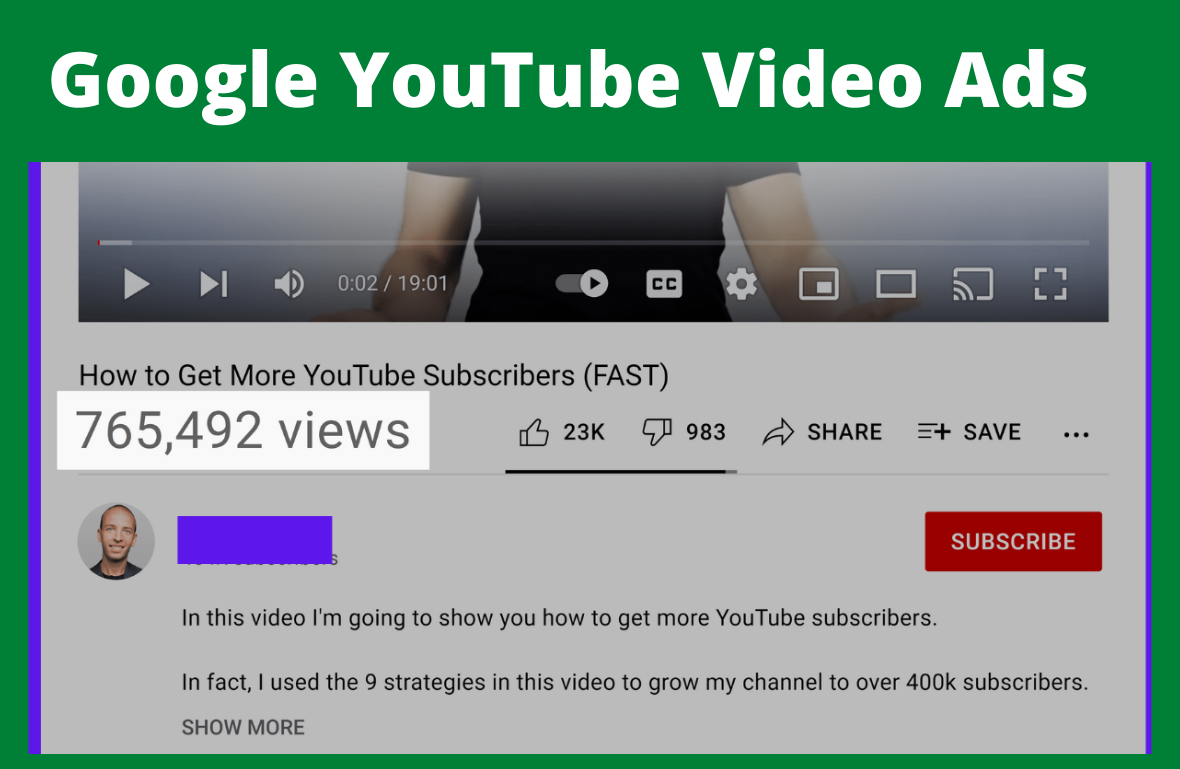 Google YouTube Video Ads
0:02 / 19:01
CC
How to Get More YouTube Subscribers (FAST)
765,492 views
23K
983
SHARE
SAVE
SUBSCRIBE
In this video I'm going to show you how to get more YouTube subscribers.
In fact, I used the 9 strategies in this video to grow my channel to over 400k subscribers.
SHOW MORE